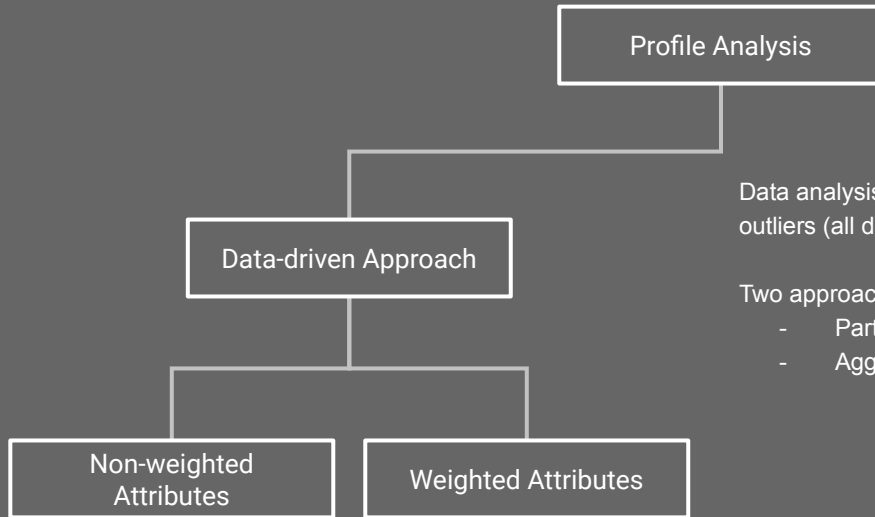 Profile Analysis
Data analysis
outliers (all d
Data-driven Approach
Two approac
- Part
- Agg
Non-weighted
Attributes
Weighted Attributes